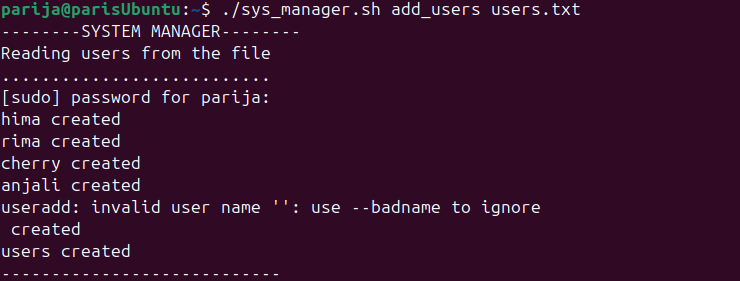 parija@parisUbuntu:~$ ./sys_manager.sh add_users users.txt
--------SYSTEM MANAGER--------
Reading users from the file
...........................
[sudo] password for parija:
hima created
rima created
cherry created
anjali created
useradd: invalid user name '': use --badname to ignore
 created
users created
----------------------------